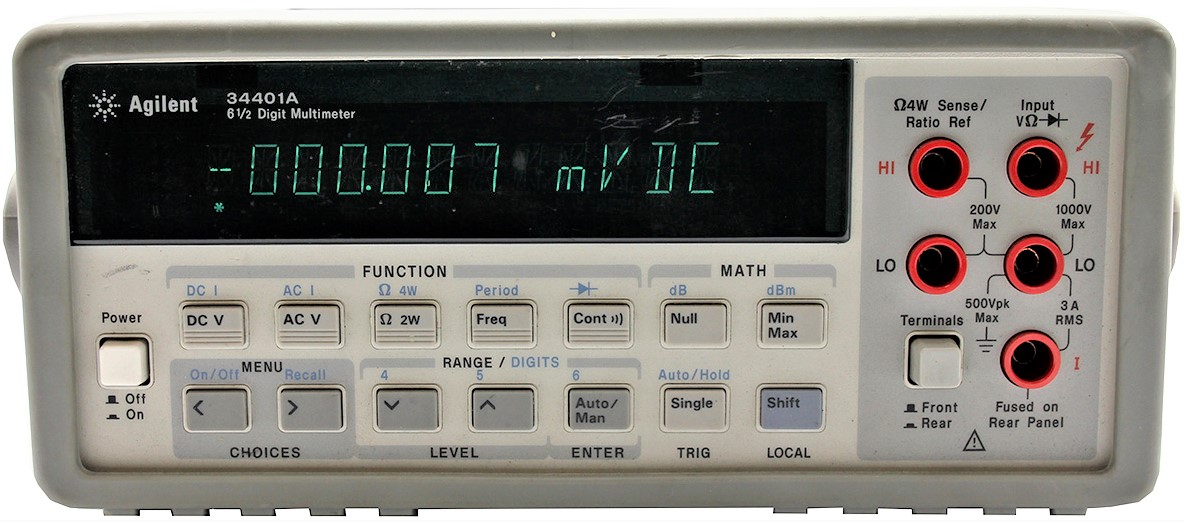 Agilent 34401A
6½ Digit Multimeter
-000.007 mV DC
*
Ω4W Sense/
Ratio Ref
Input
VΩ
HI
HI
200V
Max
1000V
Max
LO
LO
500Vpk
Max
3A
RMS
Terminals
I
Front
Rear
Fused on
Rear Panel
FUNCTION
MATH
DC I
AC I
Ω 4W
Period
dB
dBm
Power
DC V
AC V
Ω 2W
Freq
Cont
Null
Min
Max
MENU
RANGE / DIGITS
On/Off
Recall
4
5
6
Auto/Hold
Off
On
<
>
Auto/
Man
Single
Shift
CHOICES
LEVEL
ENTER
TRIG
LOCAL